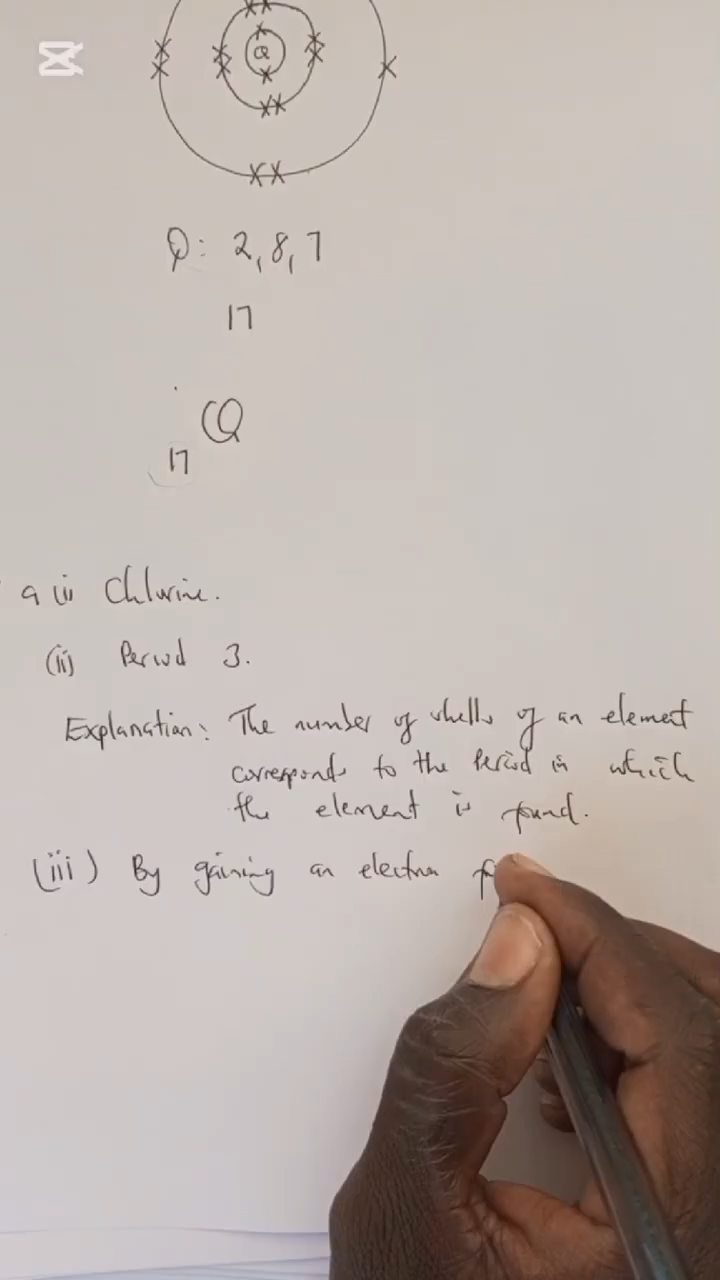 Q
Q: 2, 8, 7
17
Q
17
a (i) Chlorine.
(ii) Period 3.
Explanation: The number of shells of an element
corresponds to the Period in which
the element is found.
(iii) By gaining an electron f